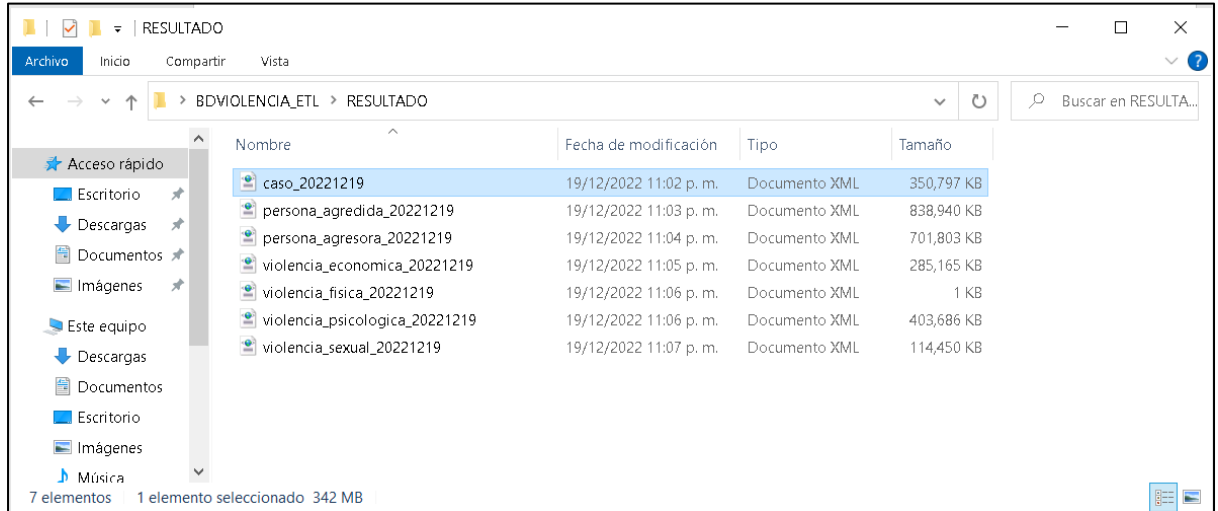 RESULTADO
Archivo Inicio Compartir Vista ?
> BDVIOLENCIA_ETL > RESULTADO Buscar en RESULTA...
Nombre Fecha de modificación Tipo Tamaño
Acceso rápido
Escritorio
Descargas
Documentos
Imágenes
Este equipo
Descargas
Documentos
Escritorio
Imágenes
Música
caso_20221219 19/12/2022 11:02 p. m. Documento XML 350,797 KB
persona_agredida_20221219 19/12/2022 11:03 p. m. Documento XML 838,940 KB
persona_agresora_20221219 19/12/2022 11:04 p. m. Documento XML 701,803 KB
violencia_economica_20221219 19/12/2022 11:05 p. m. Documento XML 285,165 KB
violencia_fisica_20221219 19/12/2022 11:06 p. m. Documento XML 1 KB
violencia_psicologica_20221219 19/12/2022 11:06 p. m. Documento XML 403,686 KB
violencia_sexual_20221219 19/12/2022 11:07 p. m. Documento XML 114,450 KB
7 elementos 1 elemento seleccionado 342 MB